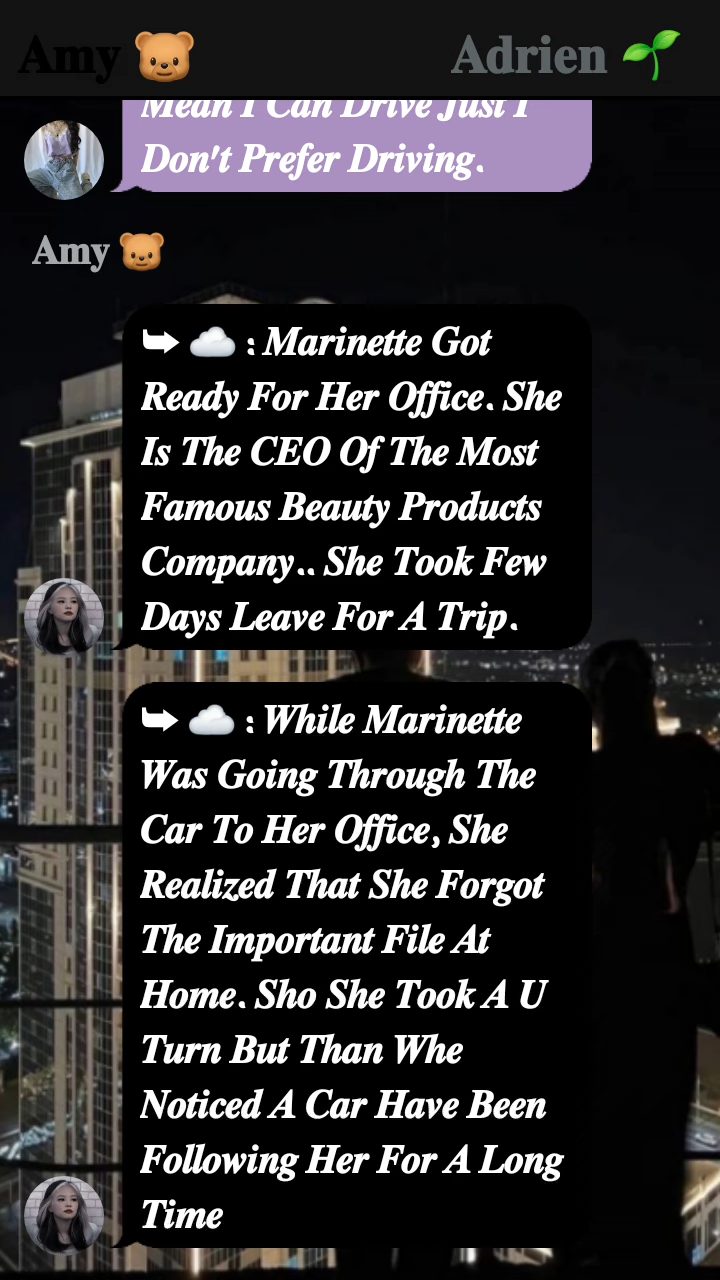 Amy 🐻 Adrien 🌱
Mean I Can Drive Just I
Don't Prefer Driving.
Amy 🐻
⮩ ☁️ : Marinette Got
Ready For Her Office. She
Is The CEO Of The Most
Famous Beauty Products
Company.. She Took Few
Days Leave For A Trip.
⮩ ☁️ : While Marinette
Was Going Through The
Car To Her Office, She
Realized That She Forgot
The Important File At
Home. Sho She Took A U
Turn But Than Whe
Noticed A Car Have Been
Following Her For A Long
Time